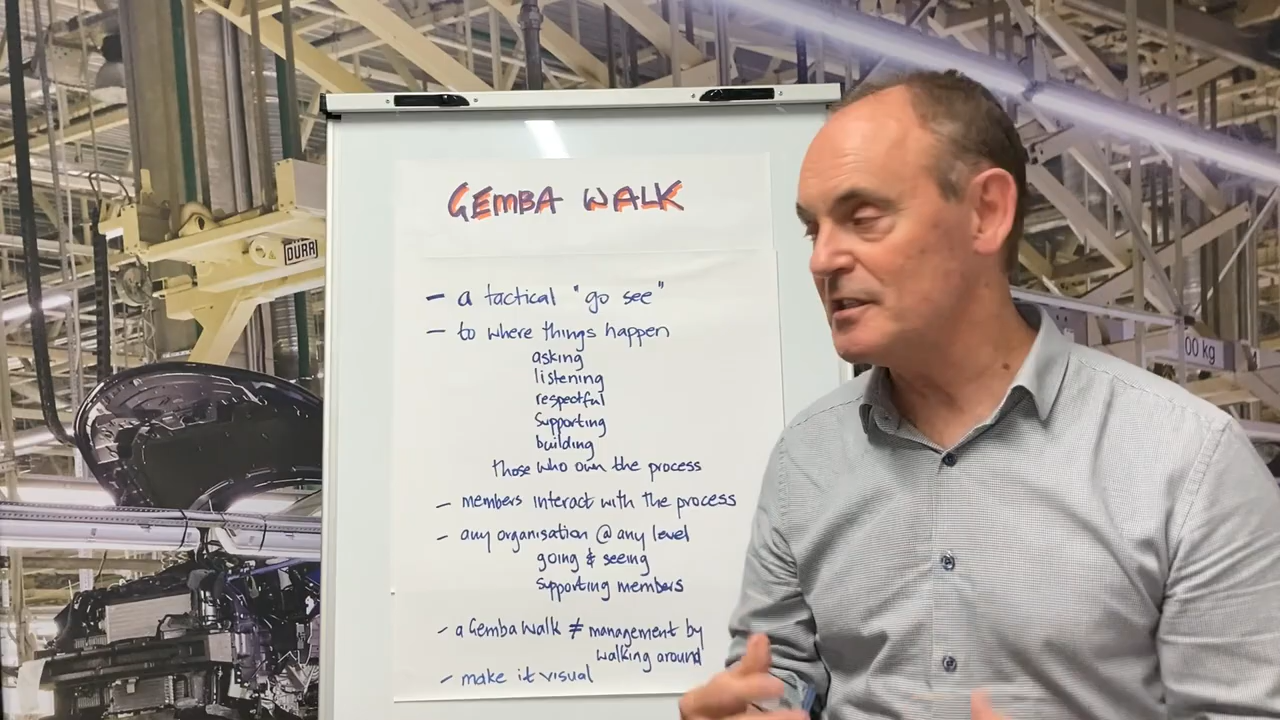 GEMBA WALK
- a tactical "go see"
- to where things happen
asking
listening
respectful
supporting
building
those who own the process
- members interact with the process
- any organisation @ any level
going & seeing
supporting members
- a Gemba Walk ≠ management by
walking around
- make it visual
DÜRR
00 kg